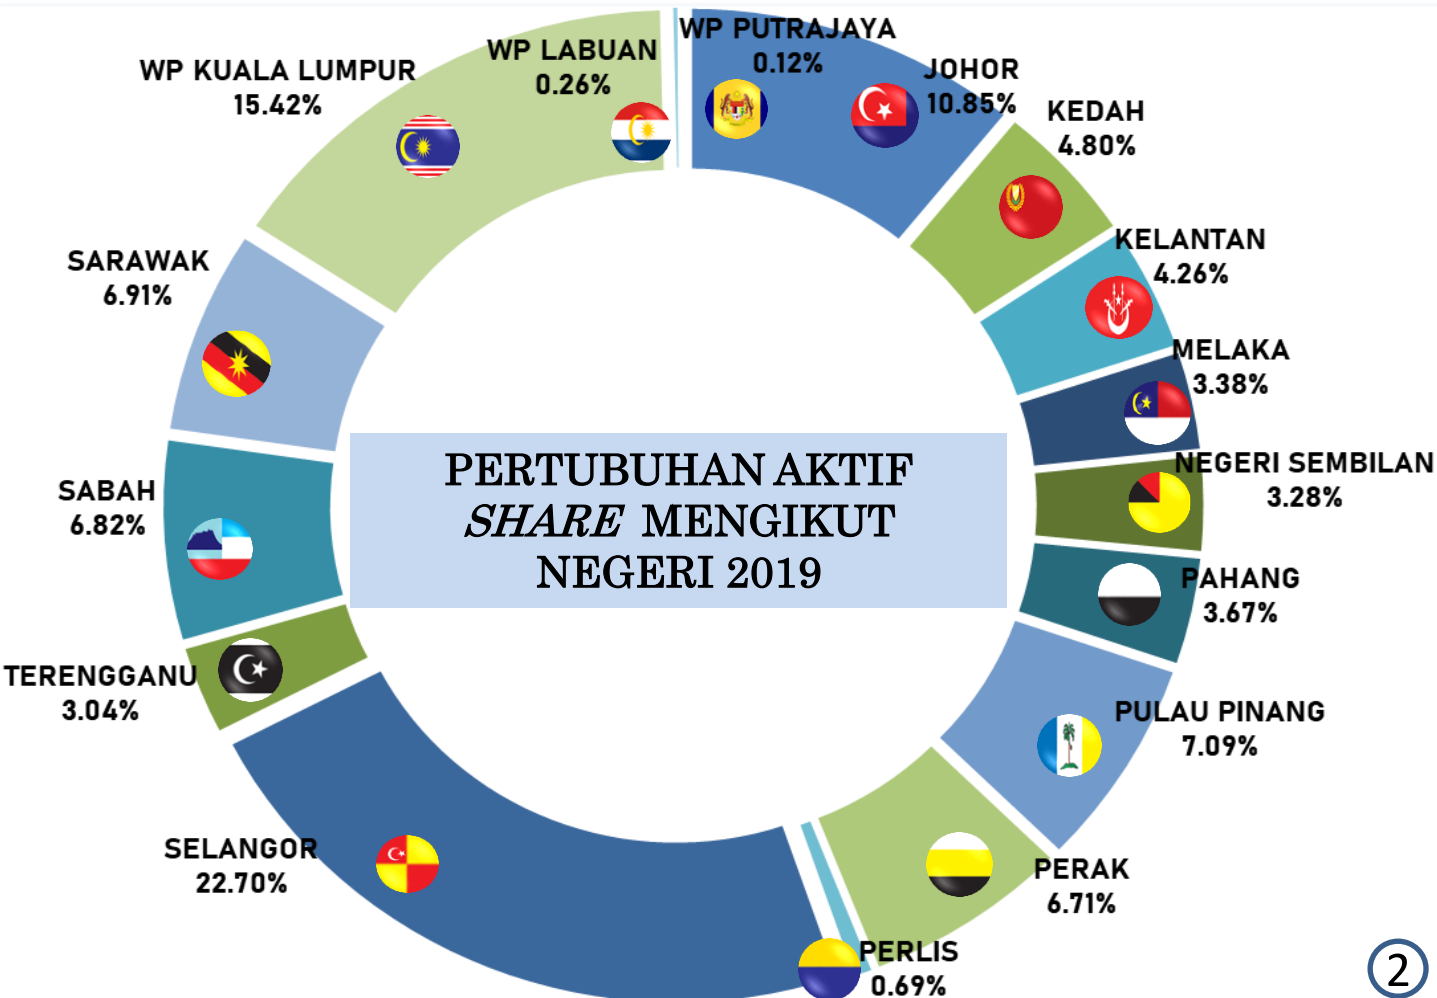 WP PUTRAJAYA
0.12%
JOHOR
10.85%
KEDAH
4.80%
KELANTAN
4.26%
MELAKA
3.38%
NEGERI SEMBILAN
3.28%
PAHANG
3.67%
PULAU PINANG
7.09%
PERAK
6.71%
PERLIS
0.69%
SELANGOR
22.70%
TERENGGANU
3.04%
SABAH
6.82%
SARAWAK
6.91%
WP KUALA LUMPUR
15.42%
WP LABUAN
0.26%
PERTUBUHAN AKTIF
SHARE MENGIKUT
NEGERI 2019
2